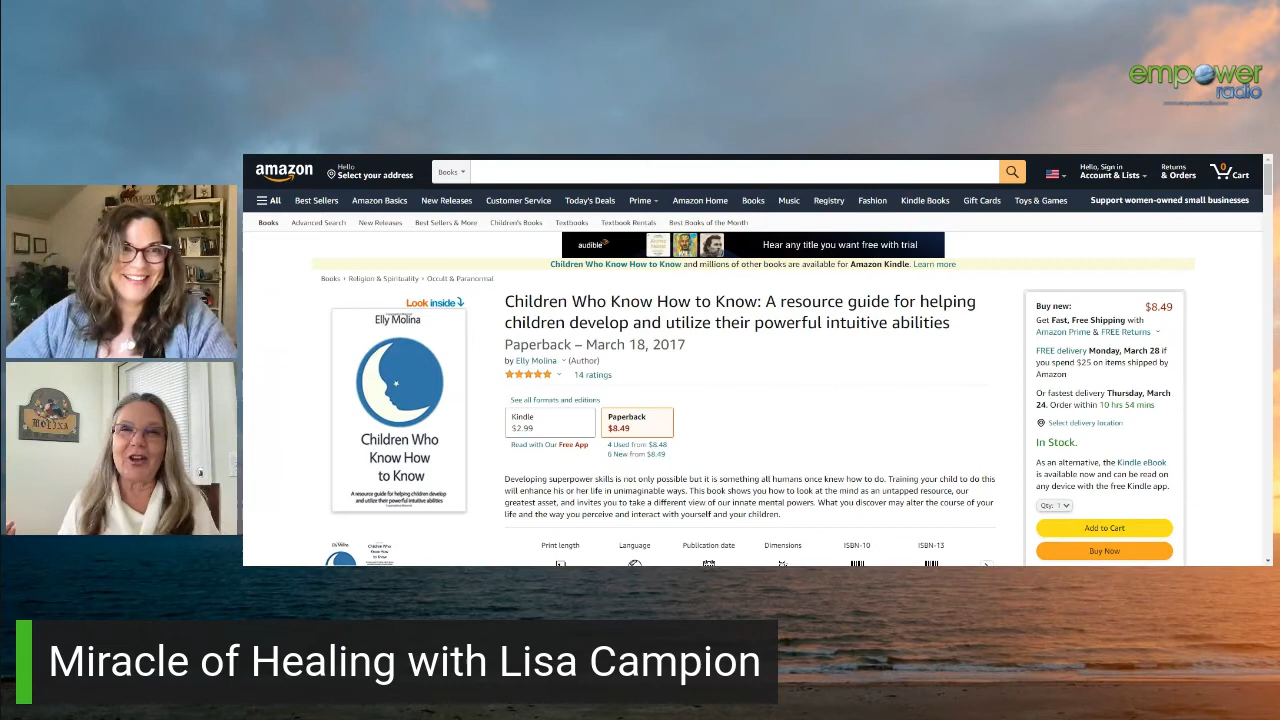 empower
radio
amazon
Hello
Select your address
Books
Hello, Sign in
Account & Lists
Returns
& Orders
0
Cart
All
Best Sellers
Amazon Basics
New Releases
Customer Service
Today's Deals
Prime
Amazon Home
Books
Music
Registry
Fashion
Kindle Books
Gift Cards
Toys & Games
Support women-owned small businesses
Books
Advanced Search
New Releases
Best Sellers & More
Children's Books
Textbooks
Textbook Rentals
Best Books of the Month
audible
Hear any title you want free with trial
Children Who Know How to Know and millions of other books are available for Amazon Kindle. Learn more
Books › Religion & Spirituality › Occult & Paranormal
Look inside
Elly Molina
Children Who
Know How
to Know
A resource guide for helping children develop
and utilize their powerful intuitive abilities
Children Who Know How to Know: A resource guide for helping
children develop and utilize their powerful intuitive abilities
Paperback – March 18, 2017
by Elly Molina (Author)
14 ratings
See all formats and editions
Kindle
$2.99
Paperback
$8.49
Read with Our Free App
4 Used from $8.48
6 New from $8.49
Developing superpower skills is not only possible but it is something all humans once knew how to do. Training your child to do this
will enhance his or her life in unimaginable ways. This book shows you how to look at the mind as an untapped resource, our
greatest asset, and invites you to take a different view of our innate mental powers. What you discover may alter the course of your
life and the way you perceive and interact with yourself and your children.
Print length
Language
Publication date
Dimensions
ISBN-10
ISBN-13
Buy new:
$8.49
Get Fast, Free Shipping with
Amazon Prime & FREE Returns
FREE delivery Monday, March 28 if
you spend $25 on items shipped by
Amazon
Or fastest delivery Thursday, March
24. Order within 10 hrs 54 mins
Select delivery location
In Stock.
As an alternative, the Kindle eBook
is available now and can be read on
any device with the free Kindle app.
Qty: 1
Add to Cart
Buy Now
MOLINA
Miracle of Healing with Lisa Campion